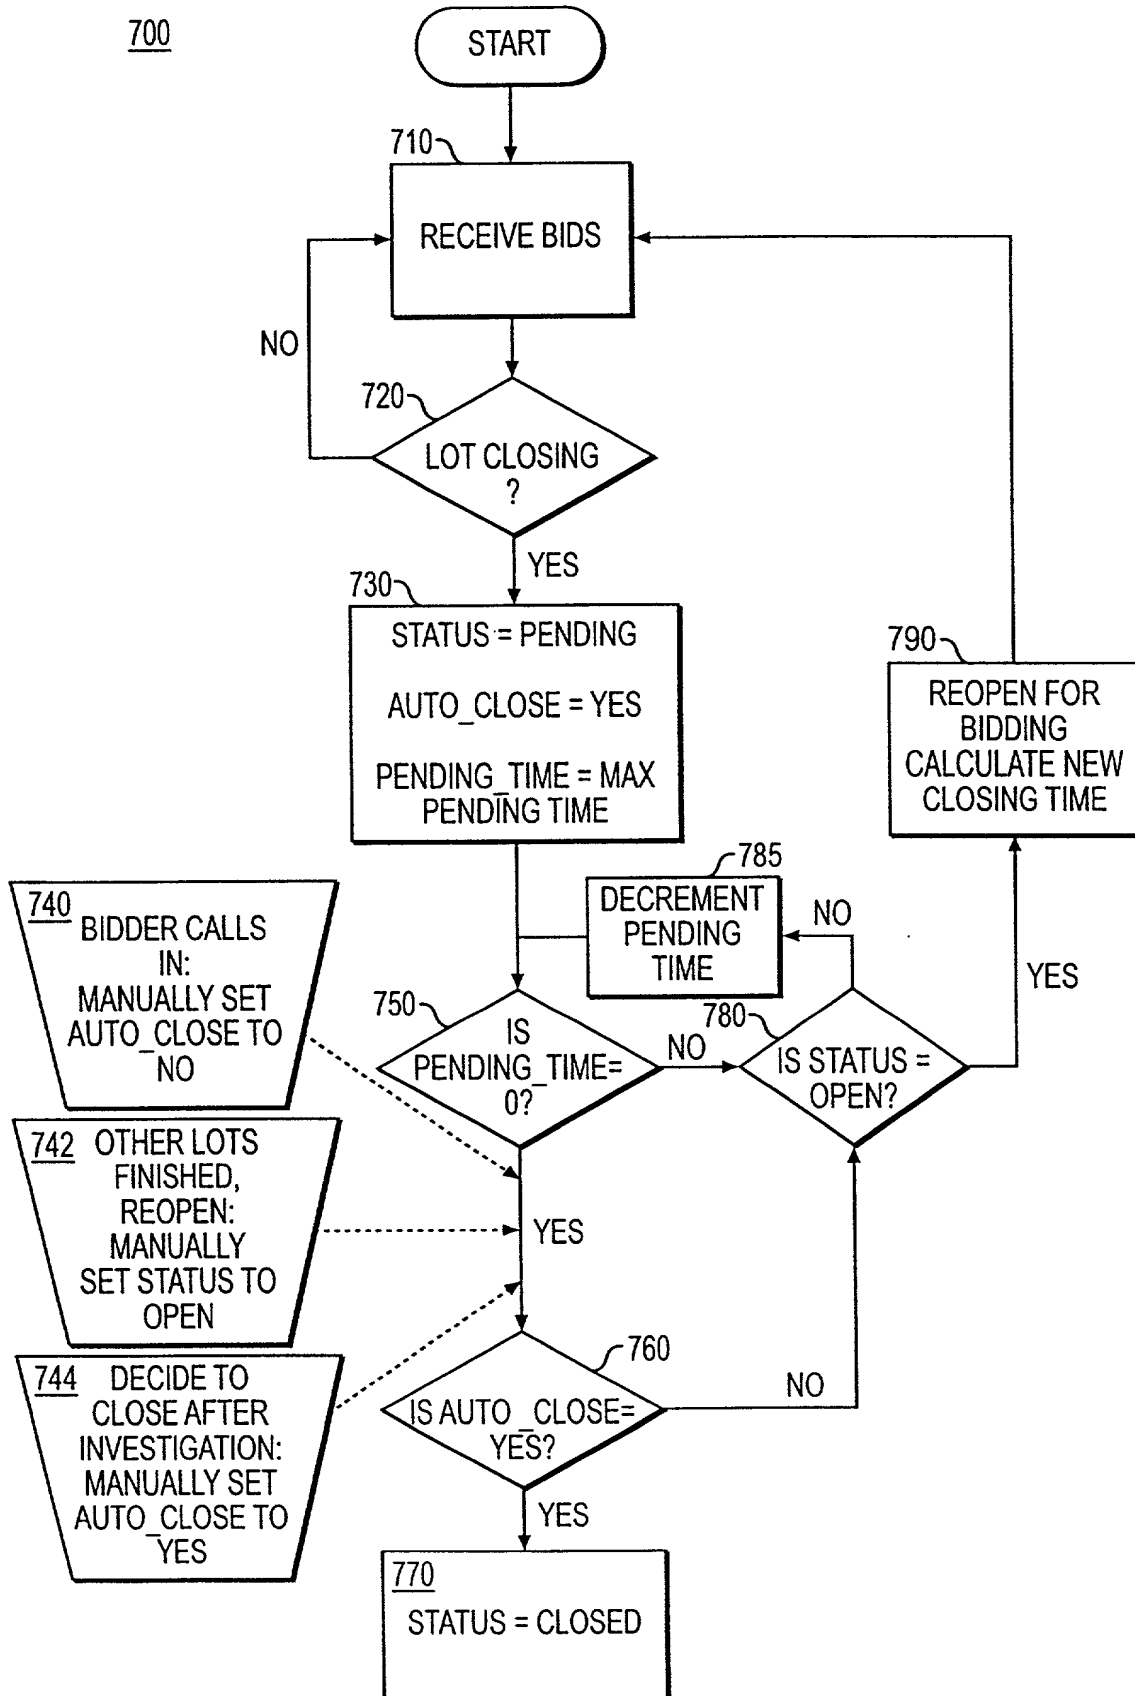 700
START
710
RECEIVE BIDS
NO
720
LOT CLOSING
?
YES
730
STATUS = PENDING
AUTO_CLOSE = YES
PENDING_TIME = MAX
PENDING TIME
790
REOPEN FOR
BIDDING
CALCULATE NEW
CLOSING TIME
785
DECREMENT
PENDING
TIME
NO
YES
740
BIDDER CALLS
IN:
MANUALLY SET
AUTO_CLOSE TO
NO
750
IS
PENDING_TIME=
0?
NO
780
IS STATUS =
OPEN?
742
OTHER LOTS
FINISHED,
REOPEN:
MANUALLY
SET STATUS TO
OPEN
YES
744
DECIDE TO
CLOSE AFTER
INVESTIGATION:
MANUALLY SET
AUTO_CLOSE TO
YES
760
IS AUTO_CLOSE=
YES?
NO
YES
770
STATUS = CLOSED